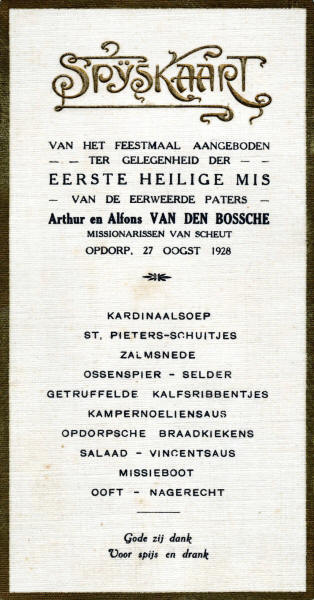 SPŸSKAART
VAN HET FEESTMAAL AANGEBODEN
— – — TER GELEGENHEID DER — –
EERSTE HEILIGE MIS
— VAN DE EERWEERDE PATERS —
Arthur en Alfons VAN DEN BOSSCHE
MISSIONARISSEN VAN SCHEUT
OPDORP, 27 OOGST 1928
KARDINAALSOEP
ST. PIETERS-SCHUITJES
ZALMSNEDE
OSSENSPIER - SELDER
GETRUFFELDE KALFSRIBBENTJES
KAMPERNOELIENSAUS
OPDORPSCHE BRAADKIEKENS
SALAAD - VINCENTSAUS
MISSIEBOOT
OOFT - NAGERECHT
Gode zij dank
Voor spijs en drank